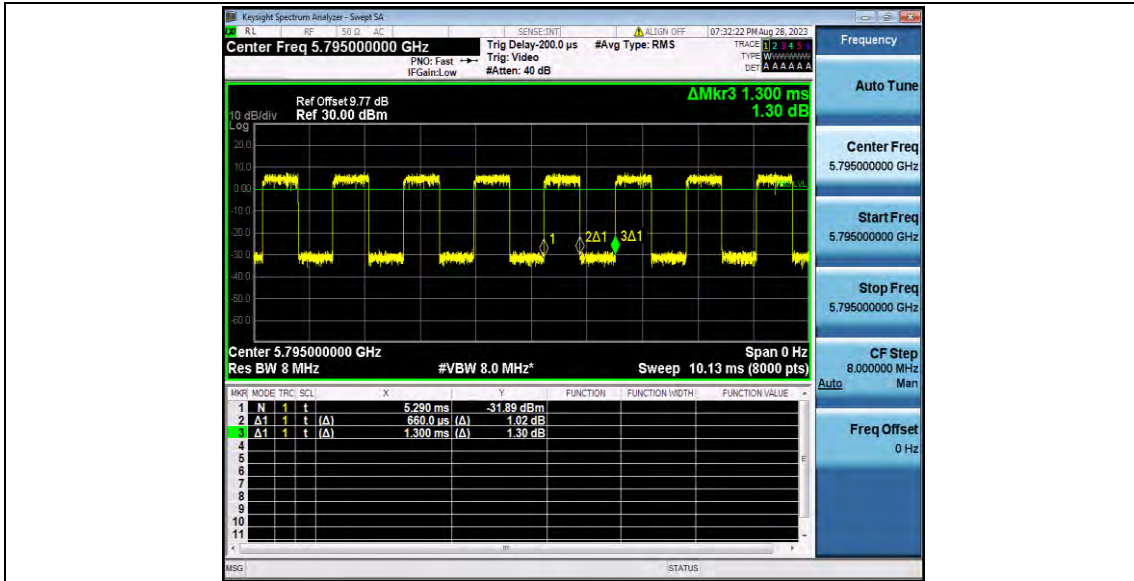 Keysight Spectrum Analyzer - Swept SA
RL RF 50 Ω AC SENSE:INT ALIGN OFF 07:32:22 PM Aug 28, 2023
Center Freq 5.795000000 GHz
PNO: Fast
IFGain:Low
Trig Delay-200.0 µs
Trig: Video
#Atten: 40 dB
#Avg Type: RMS
TRACE 1 2 3 4 5 6
TYPE W
DET A A A A A A
ΔMkr3 1.300 ms
1.30 dB
Ref Offset 9.77 dB
10 dB/div Ref 30.00 dBm
Log
20.0
10.0
0.00
-10.0
-20.0
-30.0
-40.0
-50.0
-60.0
1 2Δ1 3Δ1
Center 5.795000000 GHz Span 0 Hz
Res BW 8 MHz #VBW 8.0 MHz* Sweep 10.13 ms (8000 pts)
MKR MODE TRC SCL X Y FUNCTION FUNCTION WIDTH FUNCTION VALUE
1 N 1 t 5.290 ms -31.89 dBm
2 Δ1 1 t (Δ) 660.0 µs (Δ) 1.02 dB
3 Δ1 1 t (Δ) 1.300 ms (Δ) 1.30 dB
4
5
6
7
8
9
10
11
MSG STATUS
Frequency
Auto Tune
Center Freq
5.795000000 GHz
Start Freq
5.795000000 GHz
Stop Freq
5.795000000 GHz
CF Step
8.000000 MHz
Auto Man
Freq Offset
0 Hz